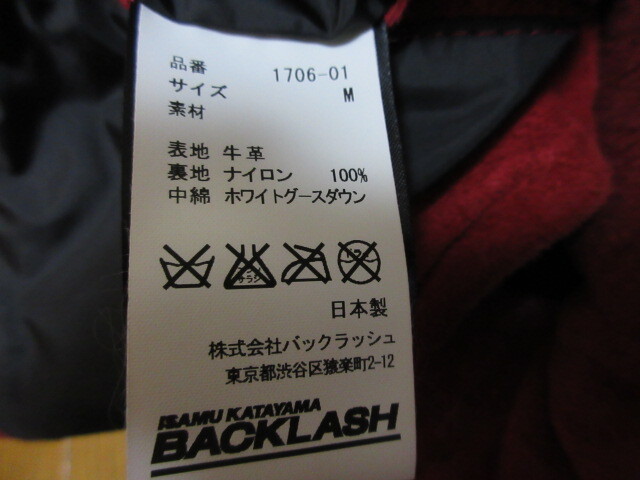 品番 1706-01
サイズ M
素材
表地 牛革
裏地 ナイロン 100%
中綿 ホワイトグースダウン
日本製
株式会社バックラッシュ
東京都渋谷区猿楽町2-12
ISAMU KATAYAMA
BACKLASH